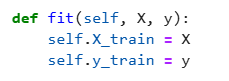 def fit(self, X, y):
    self.X_train = X
    self.y_train = y